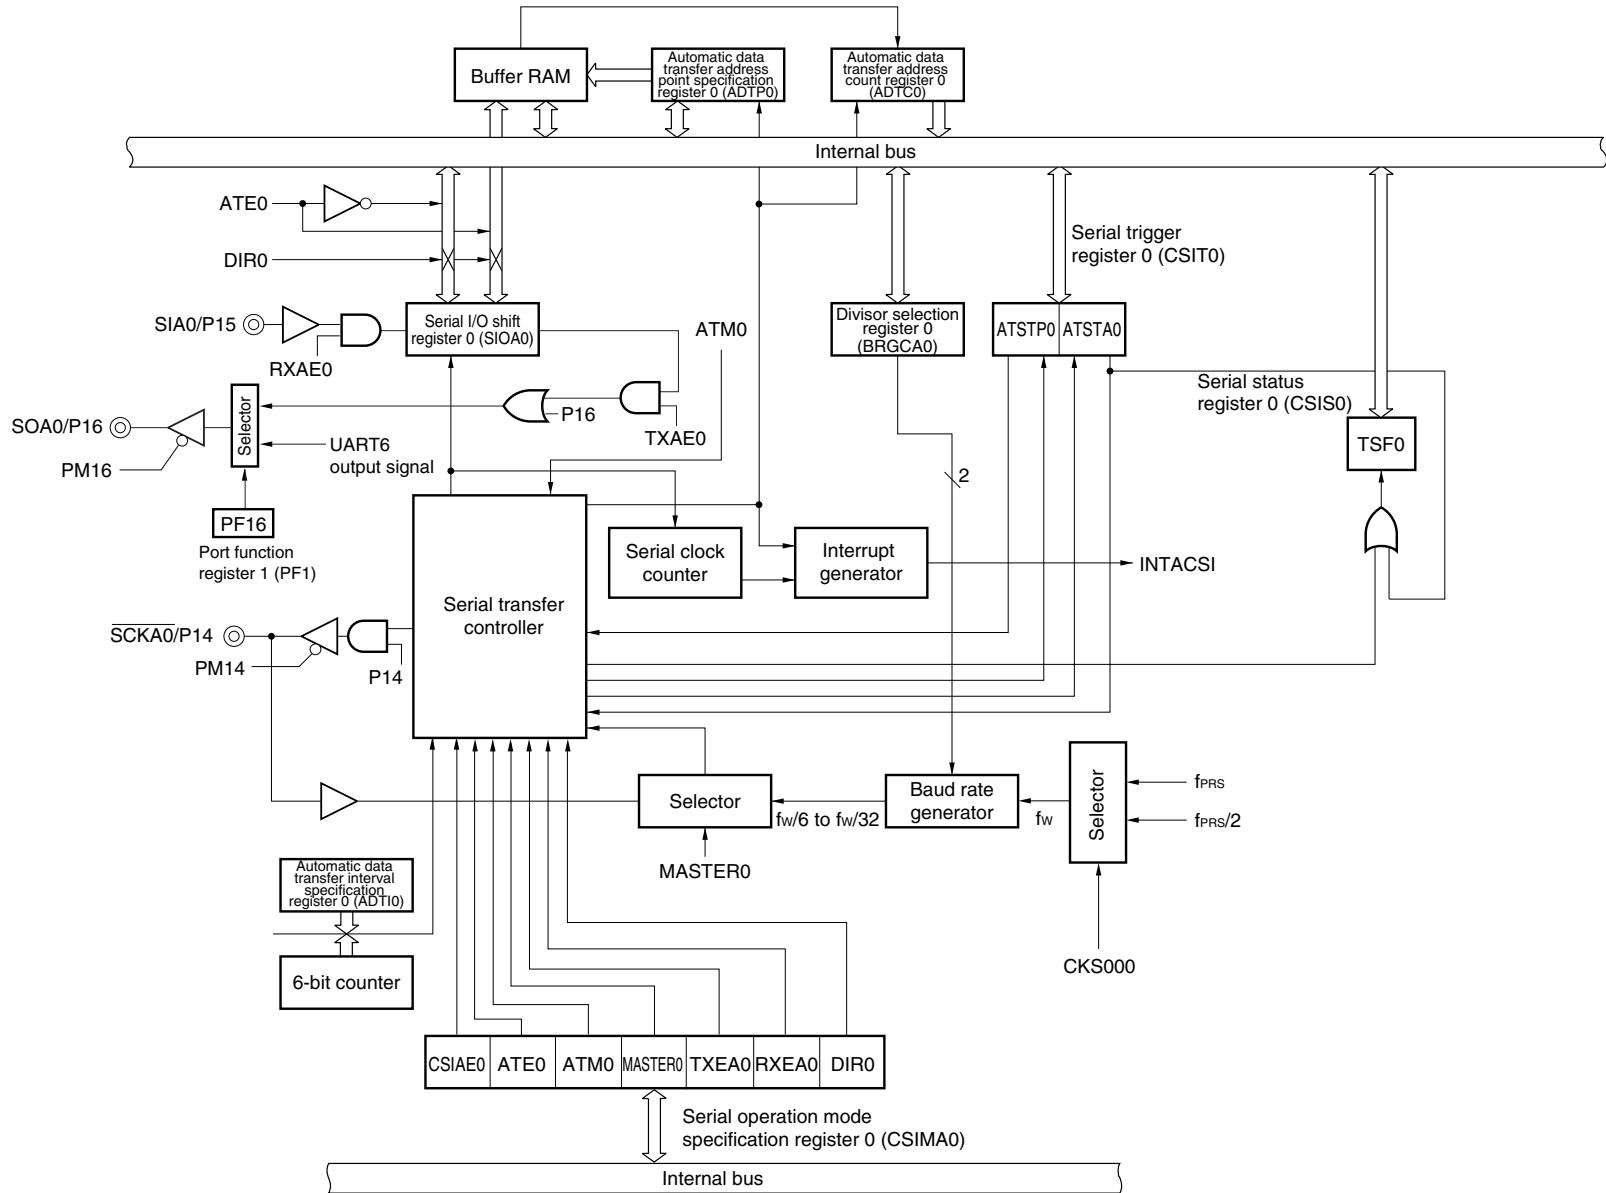 Buffer RAM
Automatic data
transfer address
point specification
register 0 (ADTP0)
Automatic data
transfer address
count register 0
(ADTC0)
Internal bus
ATE0
DIR0
Serial trigger
register 0 (CSIT0)
SIA0/P15
RXAE0
Serial I/O shift
register 0 (SIOA0)
ATM0
Divisor selection
register 0
(BRGCA0)
ATSTP0
ATSTA0
Serial status
register 0 (CSIS0)
TSF0
SOA0/P16
PM16
Selector
P16
TXAE0
UART6
output signal
PF16
Port function
register 1 (PF1)
2
Serial clock
counter
Interrupt
generator
INTACSI
Serial transfer
controller
SCKA0/P14
PM14
P14
Selector
MASTER0
fW/6 to fW/32
Baud rate
generator
fW
Selector
fPRS
fPRS/2
CKS000
Automatic data
transfer interval
specification
register 0 (ADTI0)
6-bit counter
CSIAE0
ATE0
ATM0
MASTER0
TXEA0
RXEA0
DIR0
Serial operation mode
specification register 0 (CSIMA0)
Internal bus